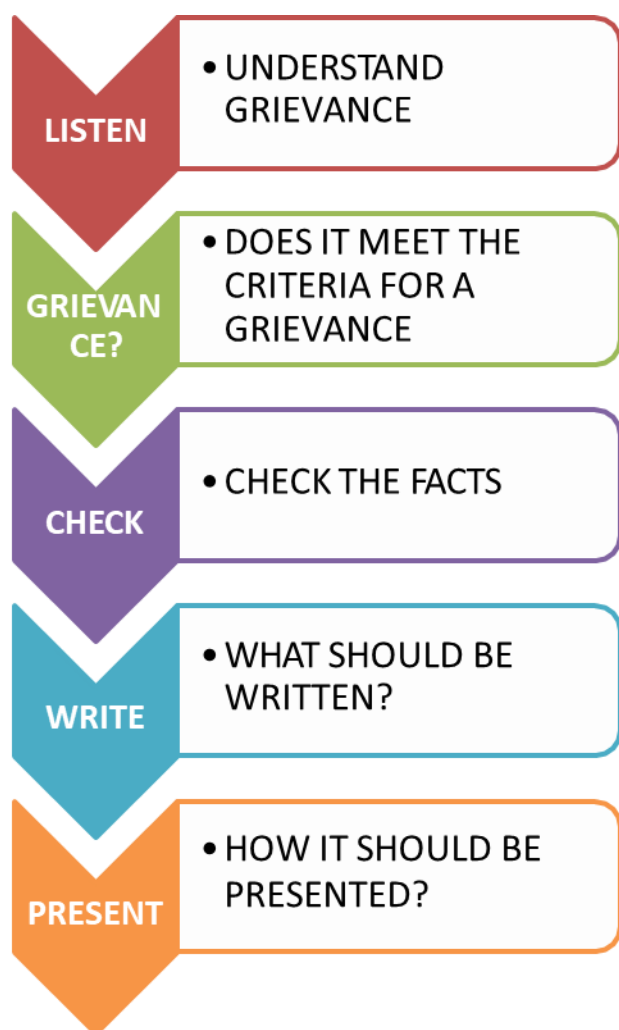 LISTEN
• UNDERSTAND
GRIEVANCE
GRIEVAN
CE?
• DOES IT MEET THE
CRITERIA FOR A
GRIEVANCE
CHECK
• CHECK THE FACTS
WRITE
• WHAT SHOULD BE
WRITTEN?
PRESENT
• HOW IT SHOULD BE
PRESENTED?